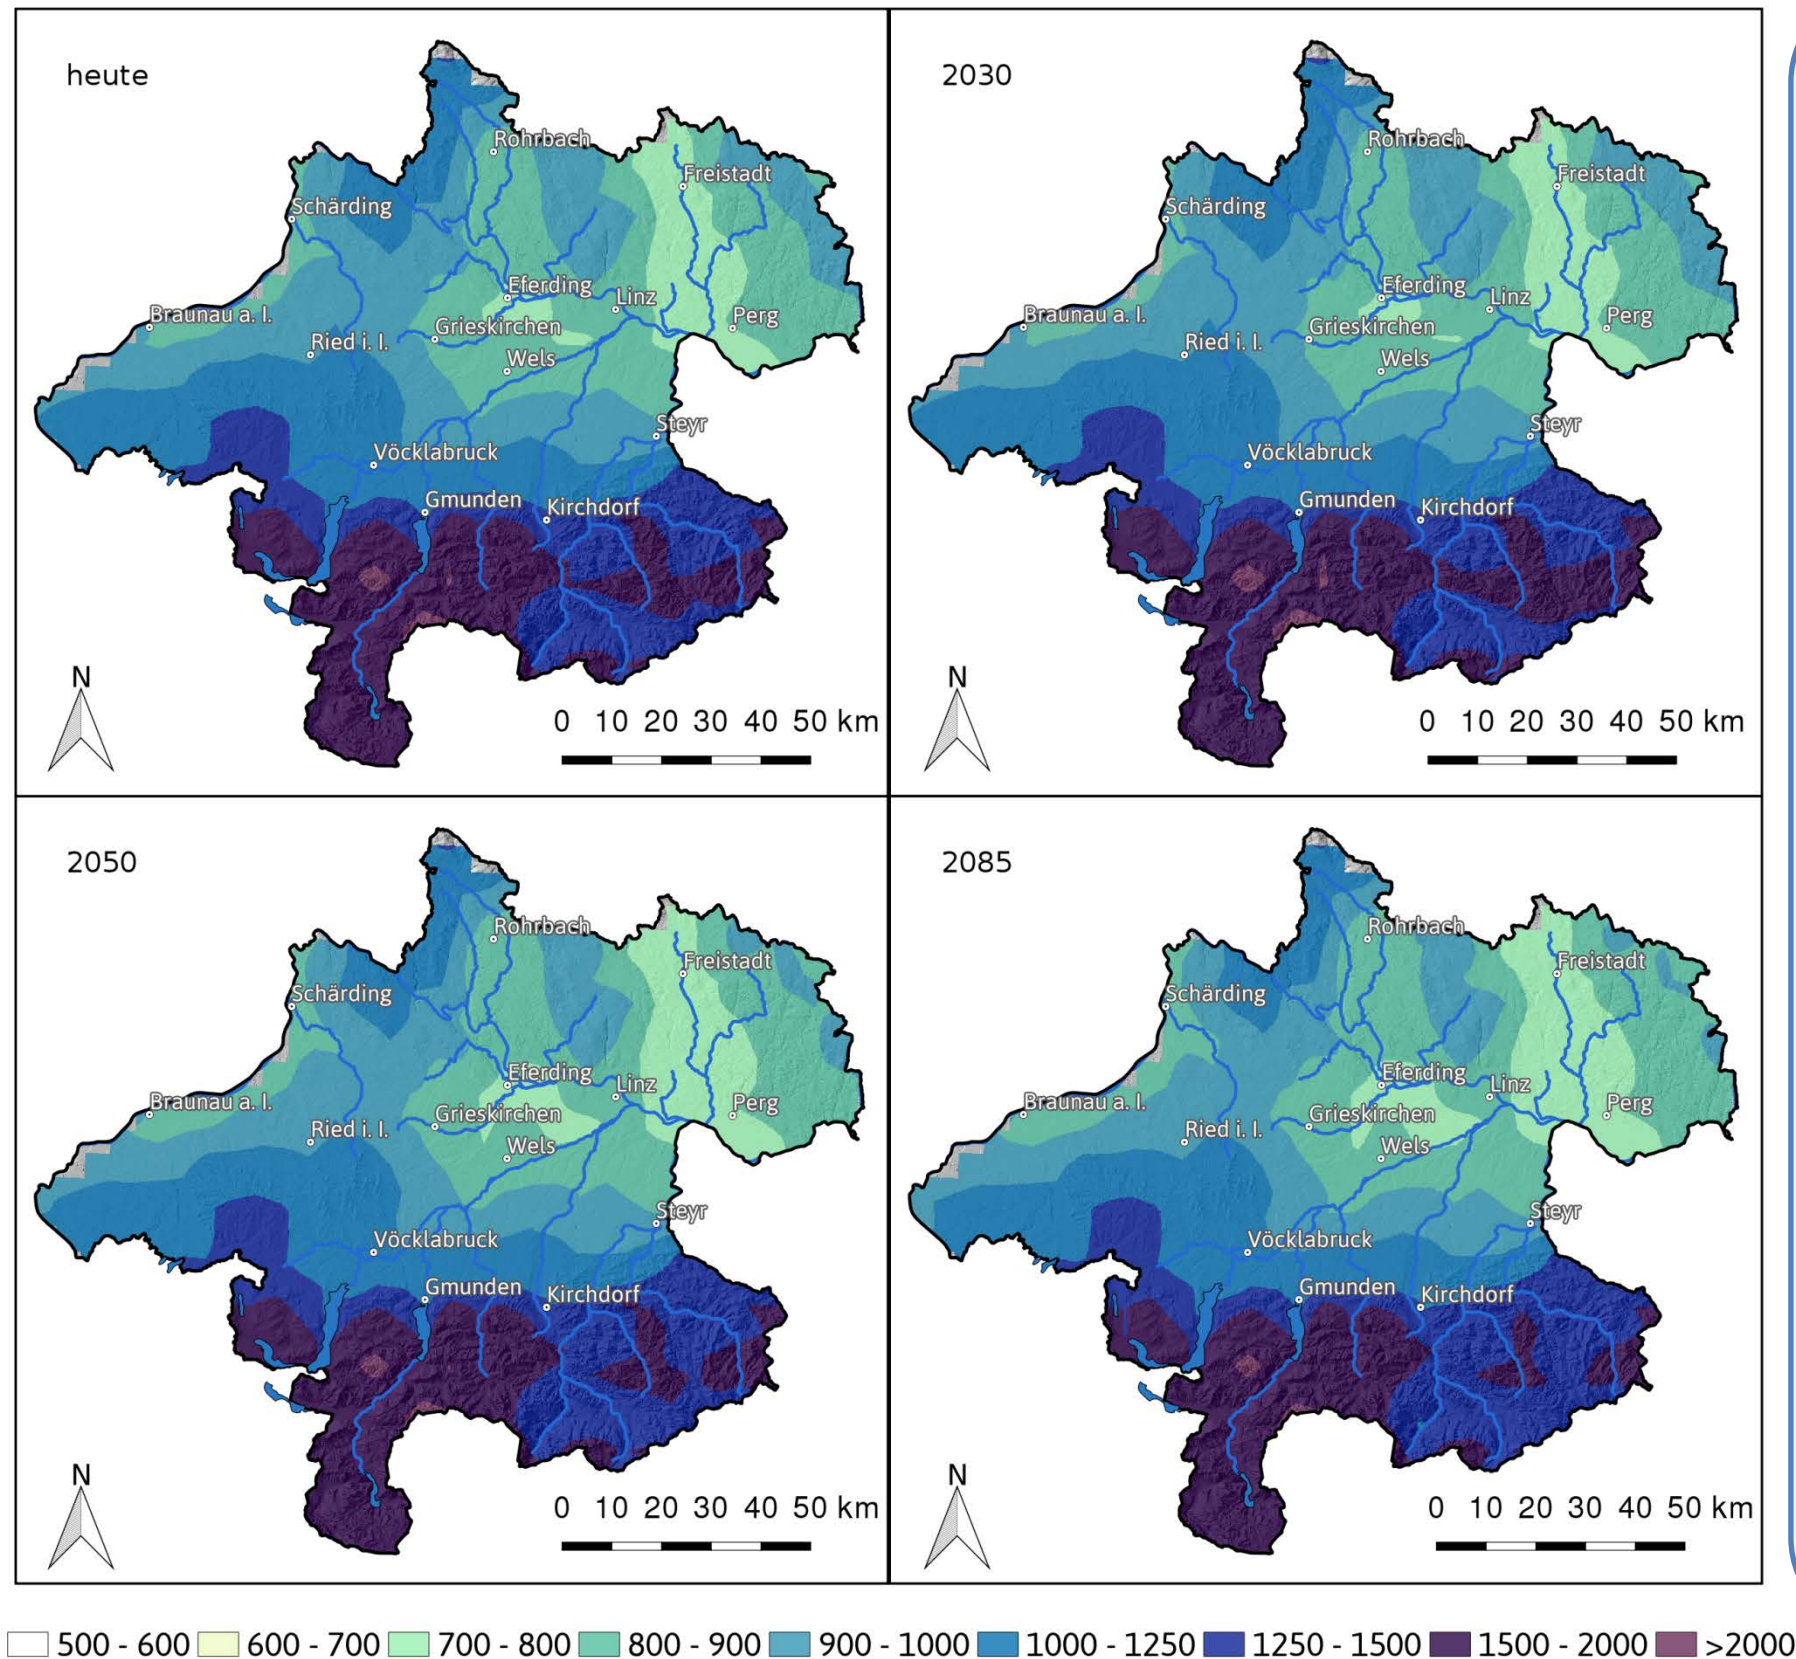 heute
Rohrbach
Freistadt
Schärding
Eferding
Linz
Braunau a. I.
Perg
Grieskirchen
Ried i. I.
Wels
Steyr
Vöcklabruck
Gmunden
Kirchdorf
N
0 10 20 30 40 50 km
2030
Rohrbach
Freistadt
Schärding
Eferding
Linz
Braunau a. I.
Perg
Grieskirchen
Ried i. I.
Wels
Steyr
Vöcklabruck
Gmunden
Kirchdorf
N
0 10 20 30 40 50 km
2050
Rohrbach
Freistadt
Schärding
Eferding
Linz
Braunau a. I.
Perg
Grieskirchen
Ried i. I.
Wels
Steyr
Vöcklabruck
Gmunden
Kirchdorf
N
0 10 20 30 40 50 km
2085
Rohrbach
Freistadt
Schärding
Eferding
Linz
Braunau a. I.
Perg
Grieskirchen
Ried i. I.
Wels
Steyr
Vöcklabruck
Gmunden
Kirchdorf
N
0 10 20 30 40 50 km
500 - 600 600 - 700 700 - 800 800 - 900 900 - 1000 1000 - 1250 1250 - 1500 1500 - 2000 >2000